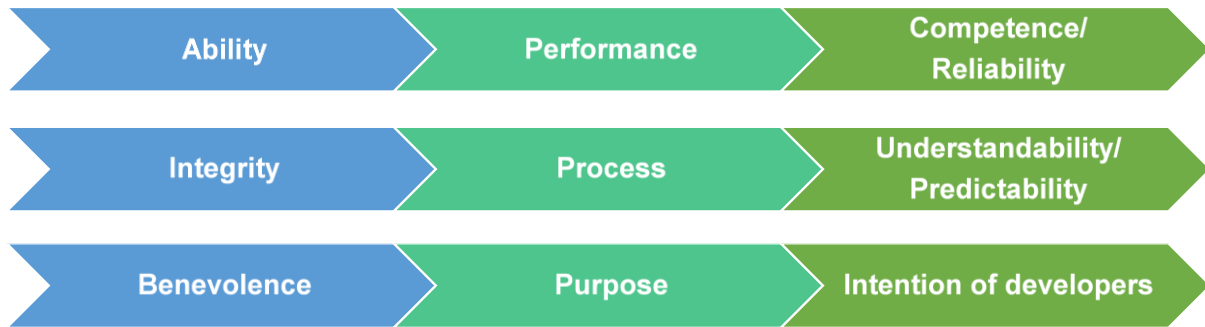 Ability
Performance
Competence/
Reliability
Integrity
Process
Understandability/
Predictability
Benevolence
Purpose
Intention of developers